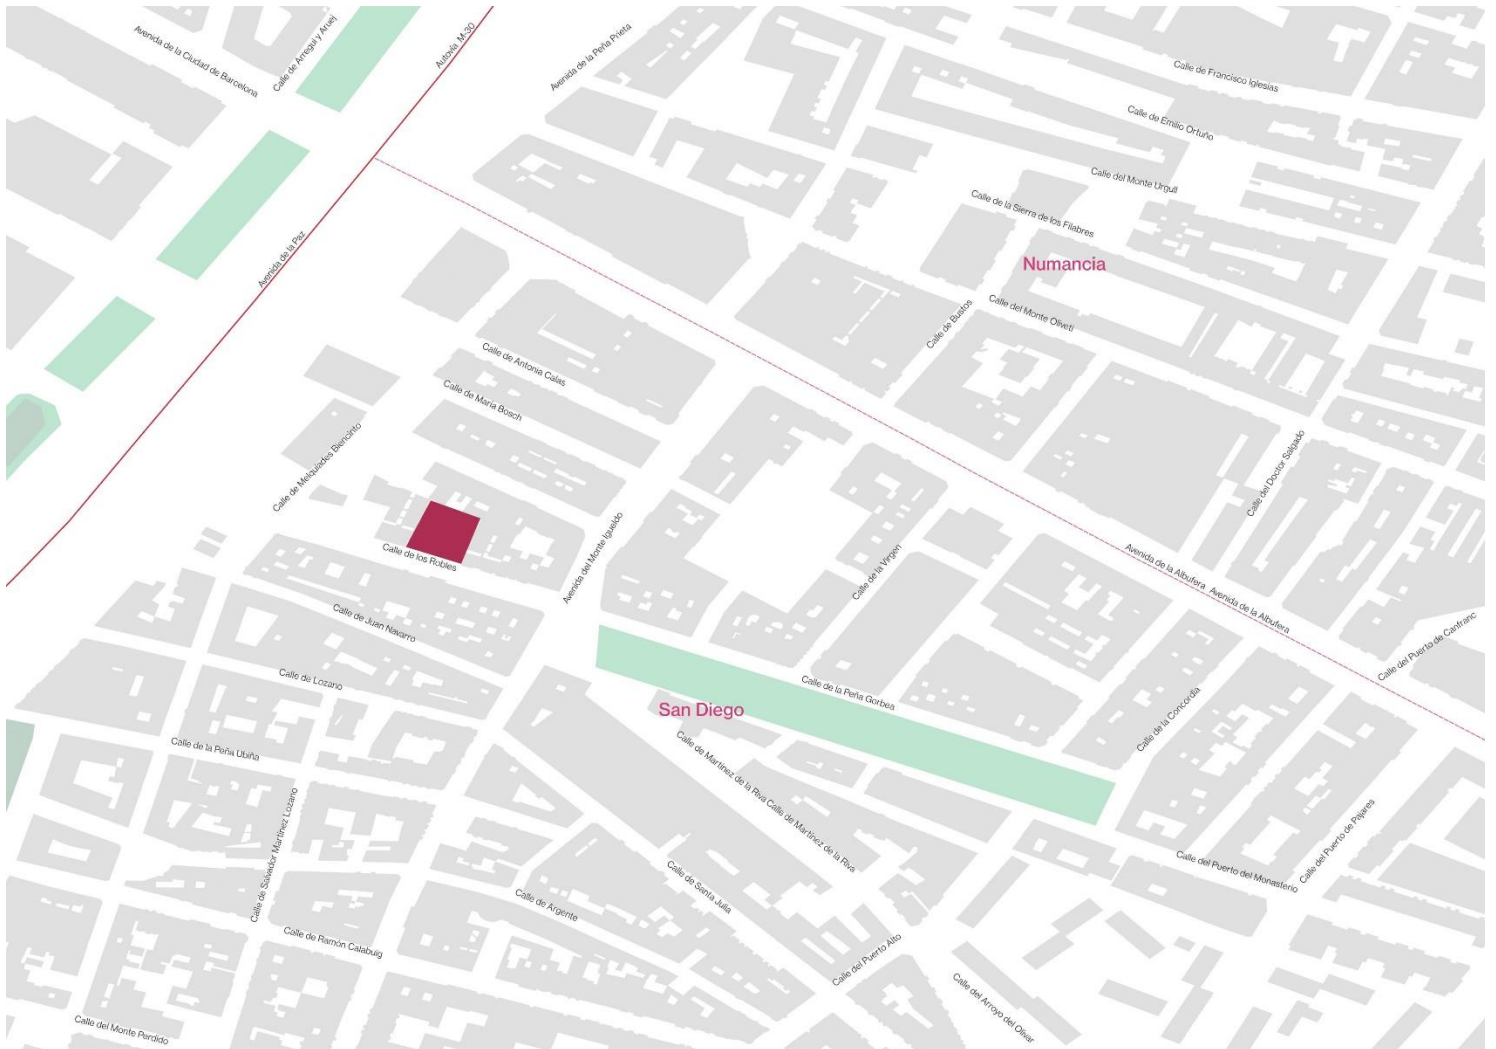 Avenida de la Ciudad de Barcelona
Calle de Arregui y Aruej
Autovía M-30
Avenida de la Peña Prieta
Calle de Francisco Iglesias
Calle de Emilio Ortuño
Calle del Monte Urgull
Calle de la Sierra de los Filabres
Avenida de la Paz
Numancia
Calle del Monte Oliveti
Calle de Bustos
Calle de Antonia Calas
Calle de María Bosch
Calle de Melquiades Biencinto
Calle del Doctor Salgado
Calle de los Robles
Avenida del Monte Igueldo
Calle de la Virgen
Avenida de la Albufera
Avenida de la Albufera
Calle de Juan Navarro
Calle del Puerto de Canfranc
Calle de Lozano
Calle de la Peña Gorbea
San Diego
Calle de la Concordia
Calle de la Peña Ubiña
Calle de Martínez de la Riva
Calle de Martínez de la Riva
Calle de Salvador Martínez Lozano
Calle del Puerto de Pajares
Calle del Puerto del Monasterio
Calle de Santa Julia
Calle de Argente
Calle de Ramón Calabuig
Calle del Puerto Alto
Calle del Arroyo del Olivar
Calle del Monte Perdido